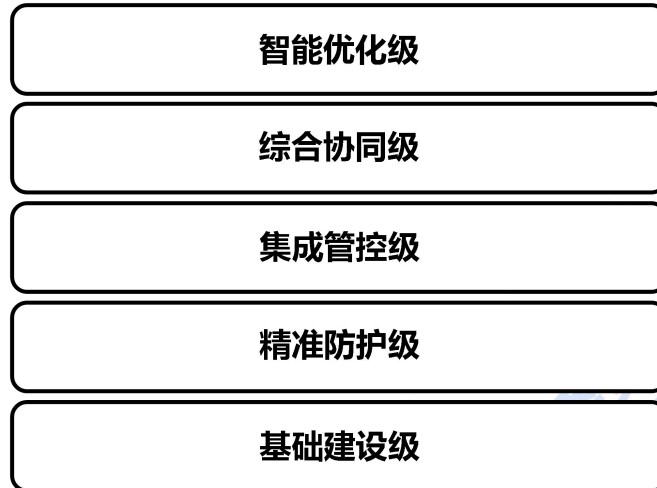 智能优化级
综合协同级
集成管控级
精准防护级
基础建设级